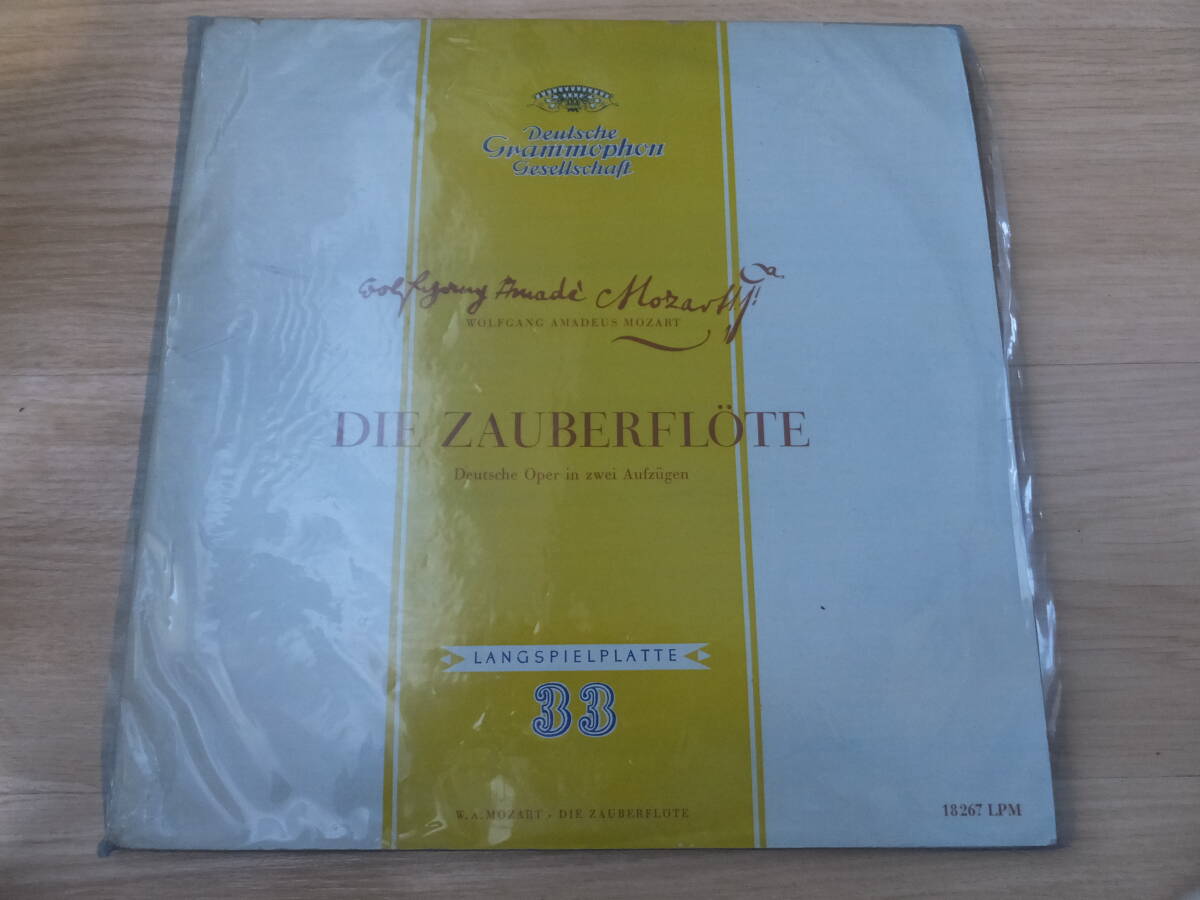 Deutsche
Grammophon
Gesellschaft
Wolfgang Amadè Mozart
WOLFGANG AMADEUS MOZART
DIE ZAUBERFLÖTE
Deutsche Oper in zwei Aufzügen
LANGSPIELPLATTE
33
W. A. MOZART · DIE ZAUBERFLÖTE
18267 LPM